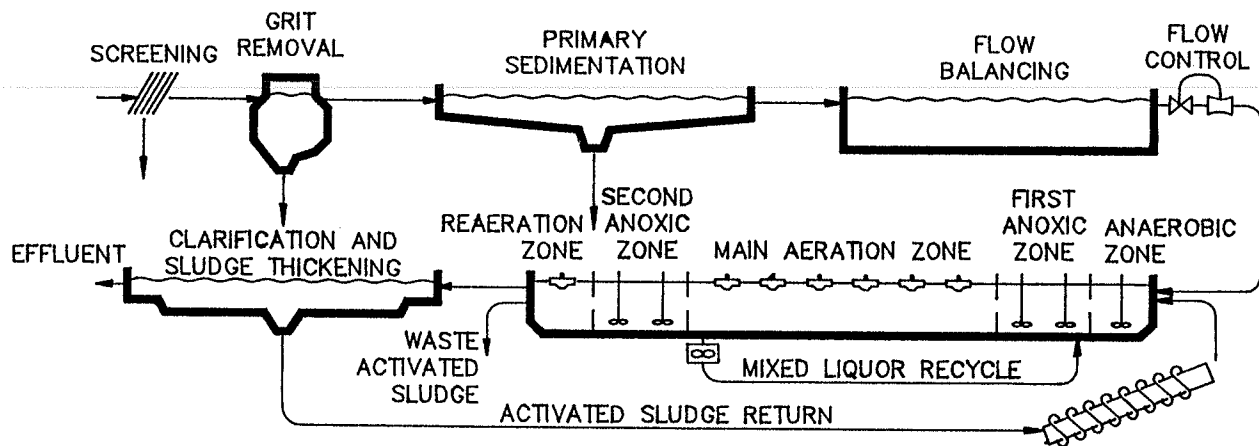 GRIT
REMOVAL
SCREENING
PRIMARY
SEDIMENTATION
FLOW
BALANCING
FLOW
CONTROL
EFFLUENT
CLARIFICATION AND
SLUDGE THICKENING
REAERATION
ZONE
SECOND
ANOXIC
ZONE
MAIN AERATION ZONE
FIRST
ANOXIC
ZONE
ANAEROBIC
ZONE
WASTE
ACTIVATED
SLUDGE
MIXED LIQUOR RECYCLE
ACTIVATED SLUDGE RETURN